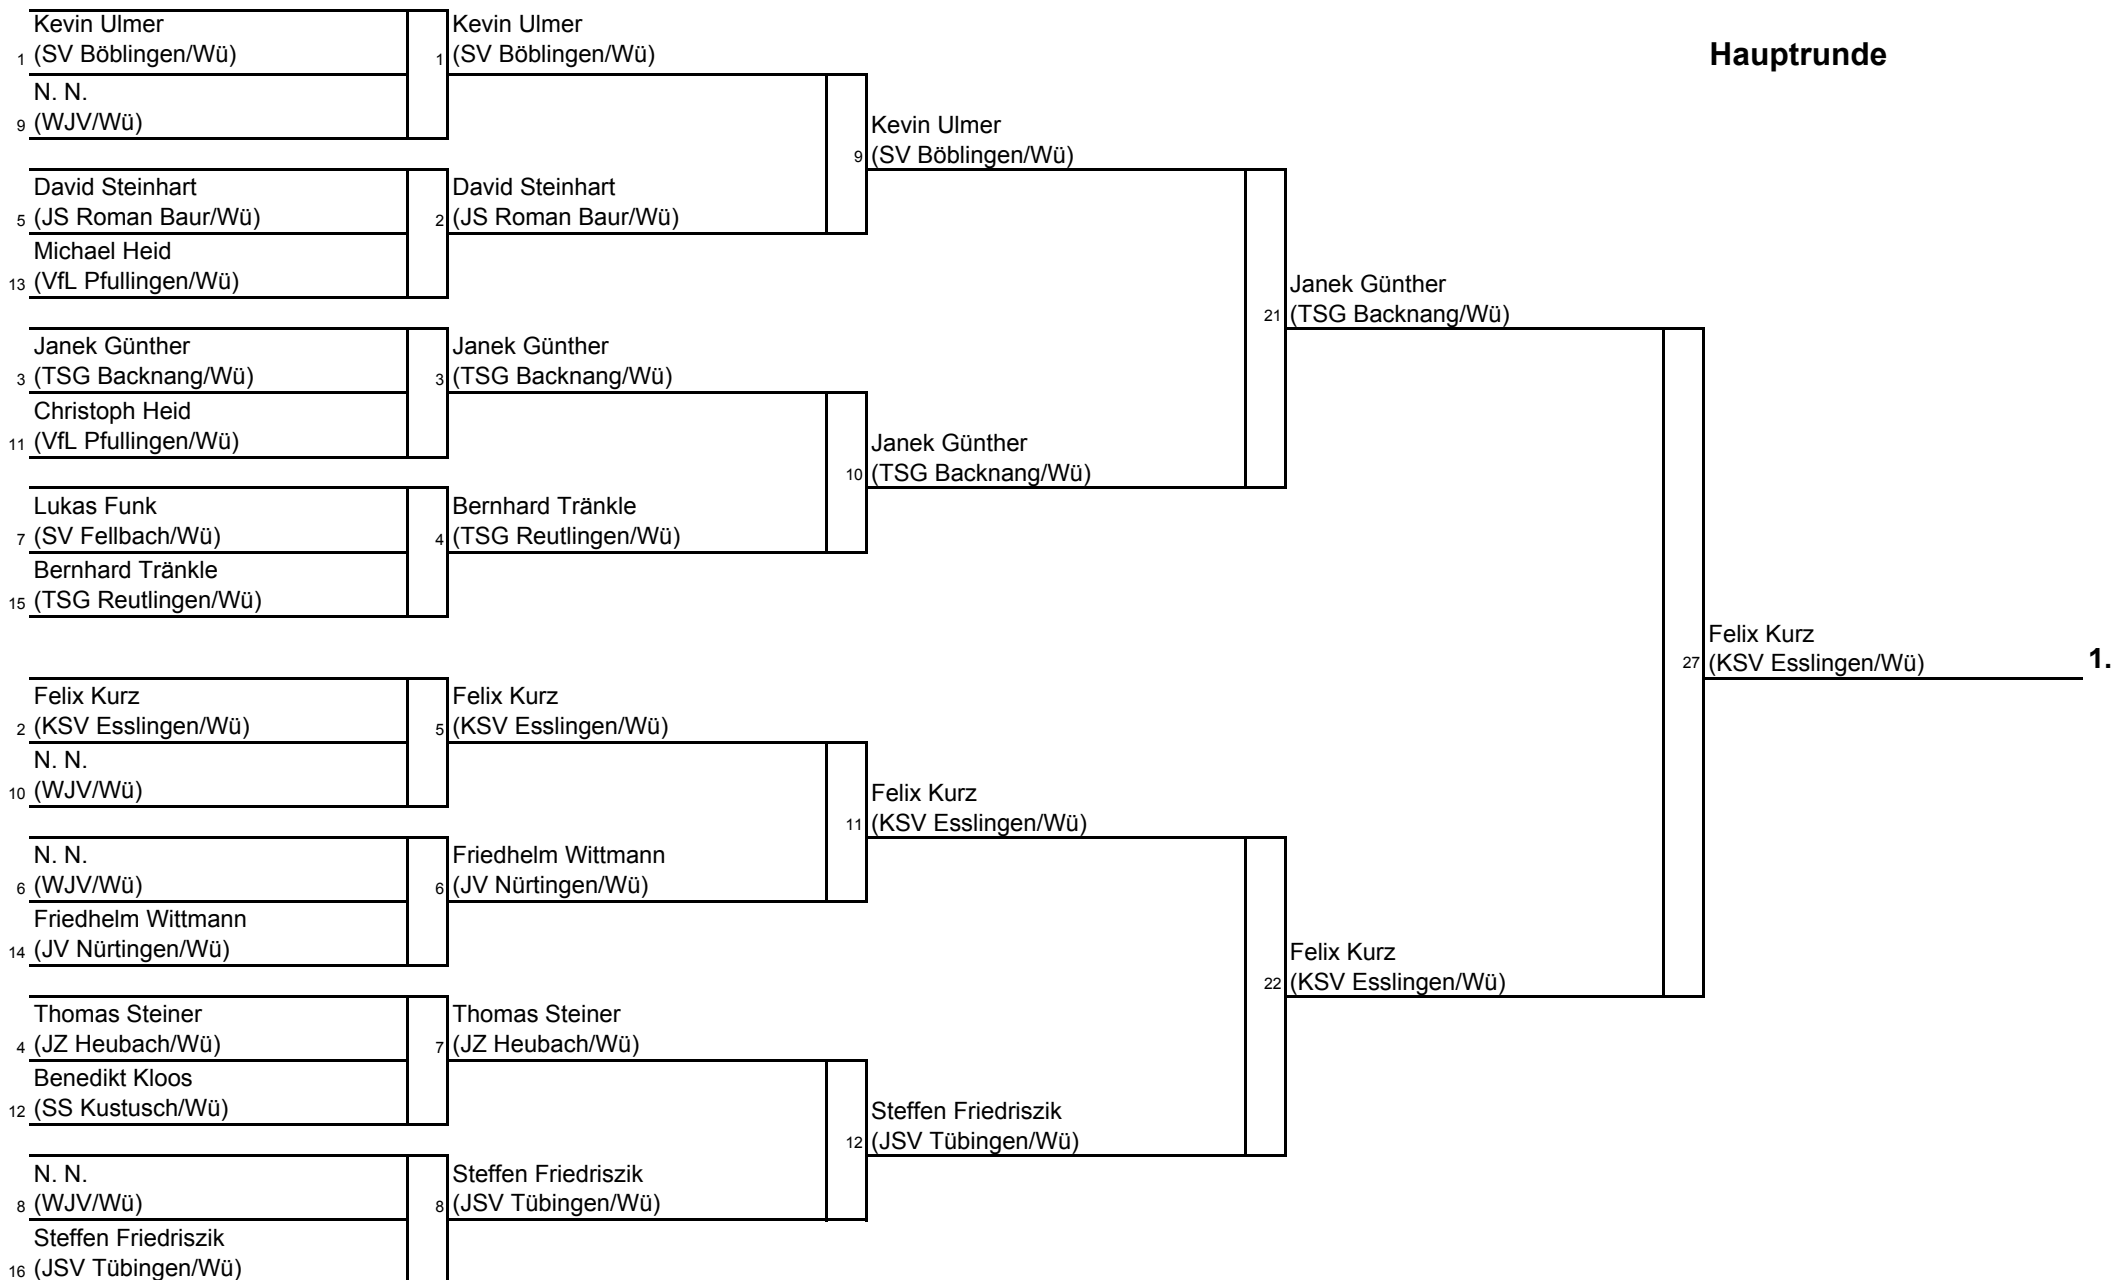 Hauptrunde
Kevin Ulmer
1 (SV Böblingen/Wü)
N. N.
9 (WJV/Wü)
David Steinhart
5 (JS Roman Baur/Wü)
Michael Heid
13 (VfL Pfullingen/Wü)
Janek Günther
3 (TSG Backnang/Wü)
Christoph Heid
11 (VfL Pfullingen/Wü)
Lukas Funk
7 (SV Fellbach/Wü)
Bernhard Tränkle
15 (TSG Reutlingen/Wü)
Felix Kurz
2 (KSV Esslingen/Wü)
N. N.
10 (WJV/Wü)
N. N.
6 (WJV/Wü)
Friedhelm Wittmann
14 (JV Nürtingen/Wü)
Thomas Steiner
4 (JZ Heubach/Wü)
Benedikt Kloos
12 (SS Kustusch/Wü)
N. N.
8 (WJV/Wü)
Steffen Friedriszik
16 (JSV Tübingen/Wü)
Kevin Ulmer
1 (SV Böblingen/Wü)
David Steinhart
2 (JS Roman Baur/Wü)
Janek Günther
3 (TSG Backnang/Wü)
Bernhard Tränkle
4 (TSG Reutlingen/Wü)
Felix Kurz
5 (KSV Esslingen/Wü)
Friedhelm Wittmann
6 (JV Nürtingen/Wü)
Thomas Steiner
7 (JZ Heubach/Wü)
Steffen Friedriszik
8 (JSV Tübingen/Wü)
Kevin Ulmer
9 (SV Böblingen/Wü)
Janek Günther
10 (TSG Backnang/Wü)
Felix Kurz
11 (KSV Esslingen/Wü)
Steffen Friedriszik
12 (JSV Tübingen/Wü)
Janek Günther
21 (TSG Backnang/Wü)
Felix Kurz
22 (KSV Esslingen/Wü)
Felix Kurz
27 (KSV Esslingen/Wü) 1.